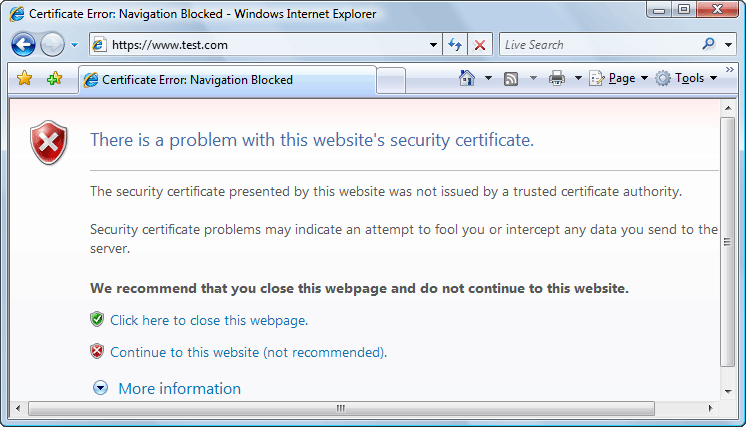 Certificate Error: Navigation Blocked - Windows Internet Explorer
https://www.test.com
Live Search
Certificate Error: Navigation Blocked
Page
Tools
There is a problem with this website's security certificate.
The security certificate presented by this website was not issued by a trusted certificate authority.
Security certificate problems may indicate an attempt to fool you or intercept any data you send to the
server.
We recommend that you close this webpage and do not continue to this website.
Click here to close this webpage.
Continue to this website (not recommended).
More information